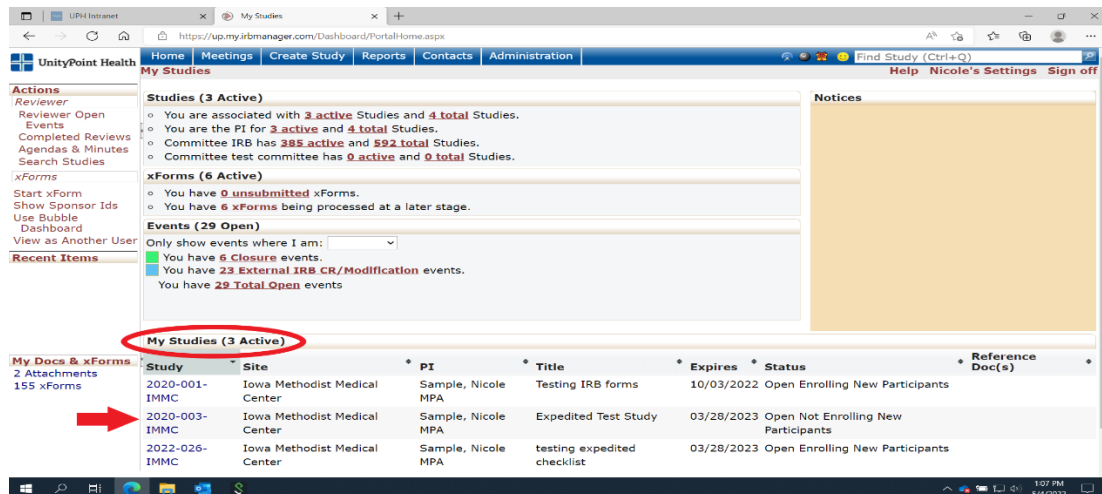 UPH Intranet
My Studies
https://up.my.irbmanager.com/Dashboard/PortalHome.aspx
UnityPoint Health
Home Meetings Create Study Reports Contacts Administration
Find Study (Ctrl+Q)
My Studies
Help Nicole's Settings Sign off
Actions
Reviewer
Reviewer Open
Events
Completed Reviews
Agendas & Minutes
Search Studies
xForms
Start xForm
Show Sponsor Ids
Use Bubble
Dashboard
View as Another User
Recent Items
My Docs & xForms
2 Attachments
155 xForms
Studies (3 Active)
You are associated with 3 active Studies and 4 total Studies.
You are the PI for 3 active and 4 total Studies.
Committee IRB has 385 active and 592 total Studies.
Committee test committee has 0 active and 0 total Studies.
xForms (6 Active)
You have 0 unsubmitted xForms.
You have 6 xForms being processed at a later stage.
Events (29 Open)
Only show events where I am:
You have 6 Closure events.
You have 23 External IRB CR/Modification events.
You have 29 Total Open events
Notices
My Studies (3 Active)
Study Site PI Title Expires Status Reference
Doc(s)
2020-001- Iowa Methodist Medical Sample, Nicole Testing IRB forms 10/03/2022 Open Enrolling New Participants
IMMC Center MPA
2020-003- Iowa Methodist Medical Sample, Nicole Expedited Test Study 03/28/2023 Open Not Enrolling New
IMMC Center MPA Participants
2022-026- Iowa Methodist Medical Sample, Nicole testing expedited 03/28/2023 Open Enrolling New Participants
IMMC Center MPA checklist
1:07 PM